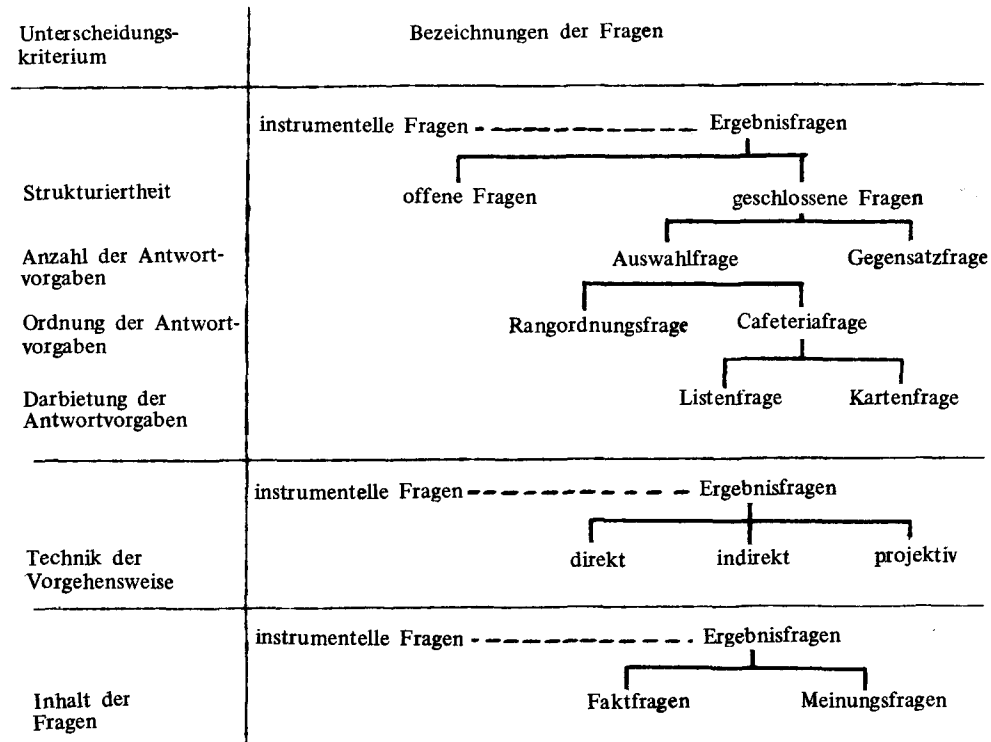 Unterscheidungs-
kriterium
Bezeichnungen der Fragen
instrumentelle Fragen
Ergebnisfragen
Strukturiertheit
offene Fragen
geschlossene Fragen
Anzahl der Antwort-
vorgaben
Auswahlfrage
Gegensatzfrage
Ordnung der Antwort-
vorgaben
Rangordnungsfrage
Cafeteriafrage
Darbietung der
Antwortvorgaben
Listenfrage
Kartenfrage
instrumentelle Fragen
Ergebnisfragen
Technik der
Vorgehensweise
direkt
indirekt
projektiv
instrumentelle Fragen
Ergebnisfragen
Inhalt der
Fragen
Faktfragen
Meinungsfragen